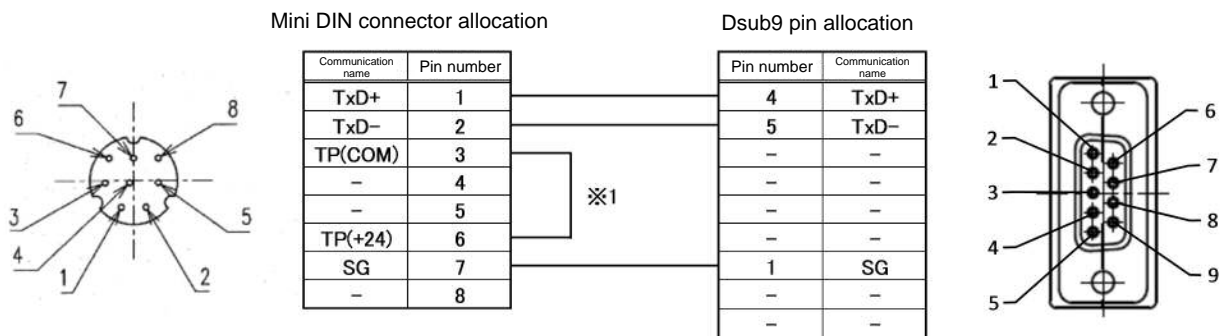 Mini DIN connector allocation
Dsub9 pin allocation
Communication name Pin number
TxD+ 1
TxD− 2
TP(COM) 3
− 4
− 5
TP(+24) 6
SG 7
− 8
※1
Pin number Communication name
4 TxD+
5 TxD−
− −
− −
− −
− −
1 SG
− −
− −
7
6
8
3
5
4
1
2
1
2
3
4
5
6
7
8
9